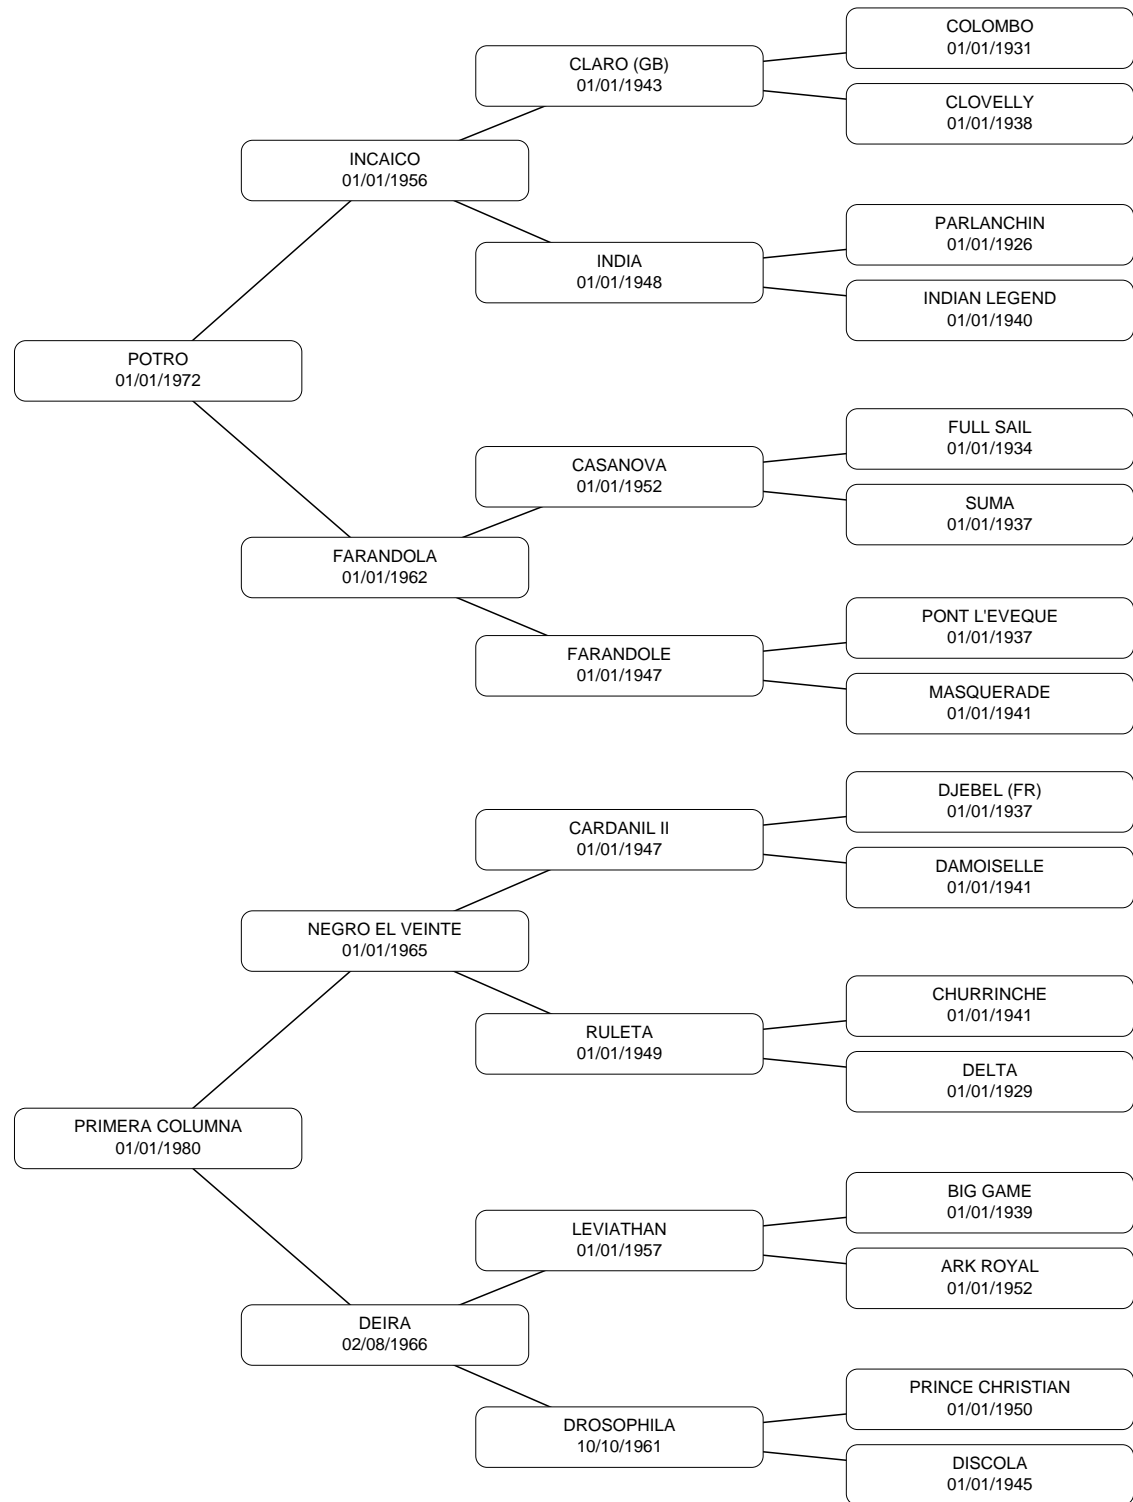 COLOMBO
01/01/1931
CLARO (GB)
01/01/1943
CLOVELLY
01/01/1938
INCAICO
01/01/1956
PARLANCHIN
01/01/1926
INDIA
01/01/1948
INDIAN LEGEND
01/01/1940
POTRO
01/01/1972
FULL SAIL
01/01/1934
CASANOVA
01/01/1952
SUMA
01/01/1937
FARANDOLA
01/01/1962
PONT L'EVEQUE
01/01/1937
FARANDOLE
01/01/1947
MASQUERADE
01/01/1941
DJEBEL (FR)
01/01/1937
CARDANIL II
01/01/1947
DAMOISELLE
01/01/1941
NEGRO EL VEINTE
01/01/1965
CHURRINCHE
01/01/1941
RULETA
01/01/1949
DELTA
01/01/1929
PRIMERA COLUMNA
01/01/1980
BIG GAME
01/01/1939
LEVIATHAN
01/01/1957
ARK ROYAL
01/01/1952
DEIRA
02/08/1966
PRINCE CHRISTIAN
01/01/1950
DROSOPHILA
10/10/1961
DISCOLA
01/01/1945